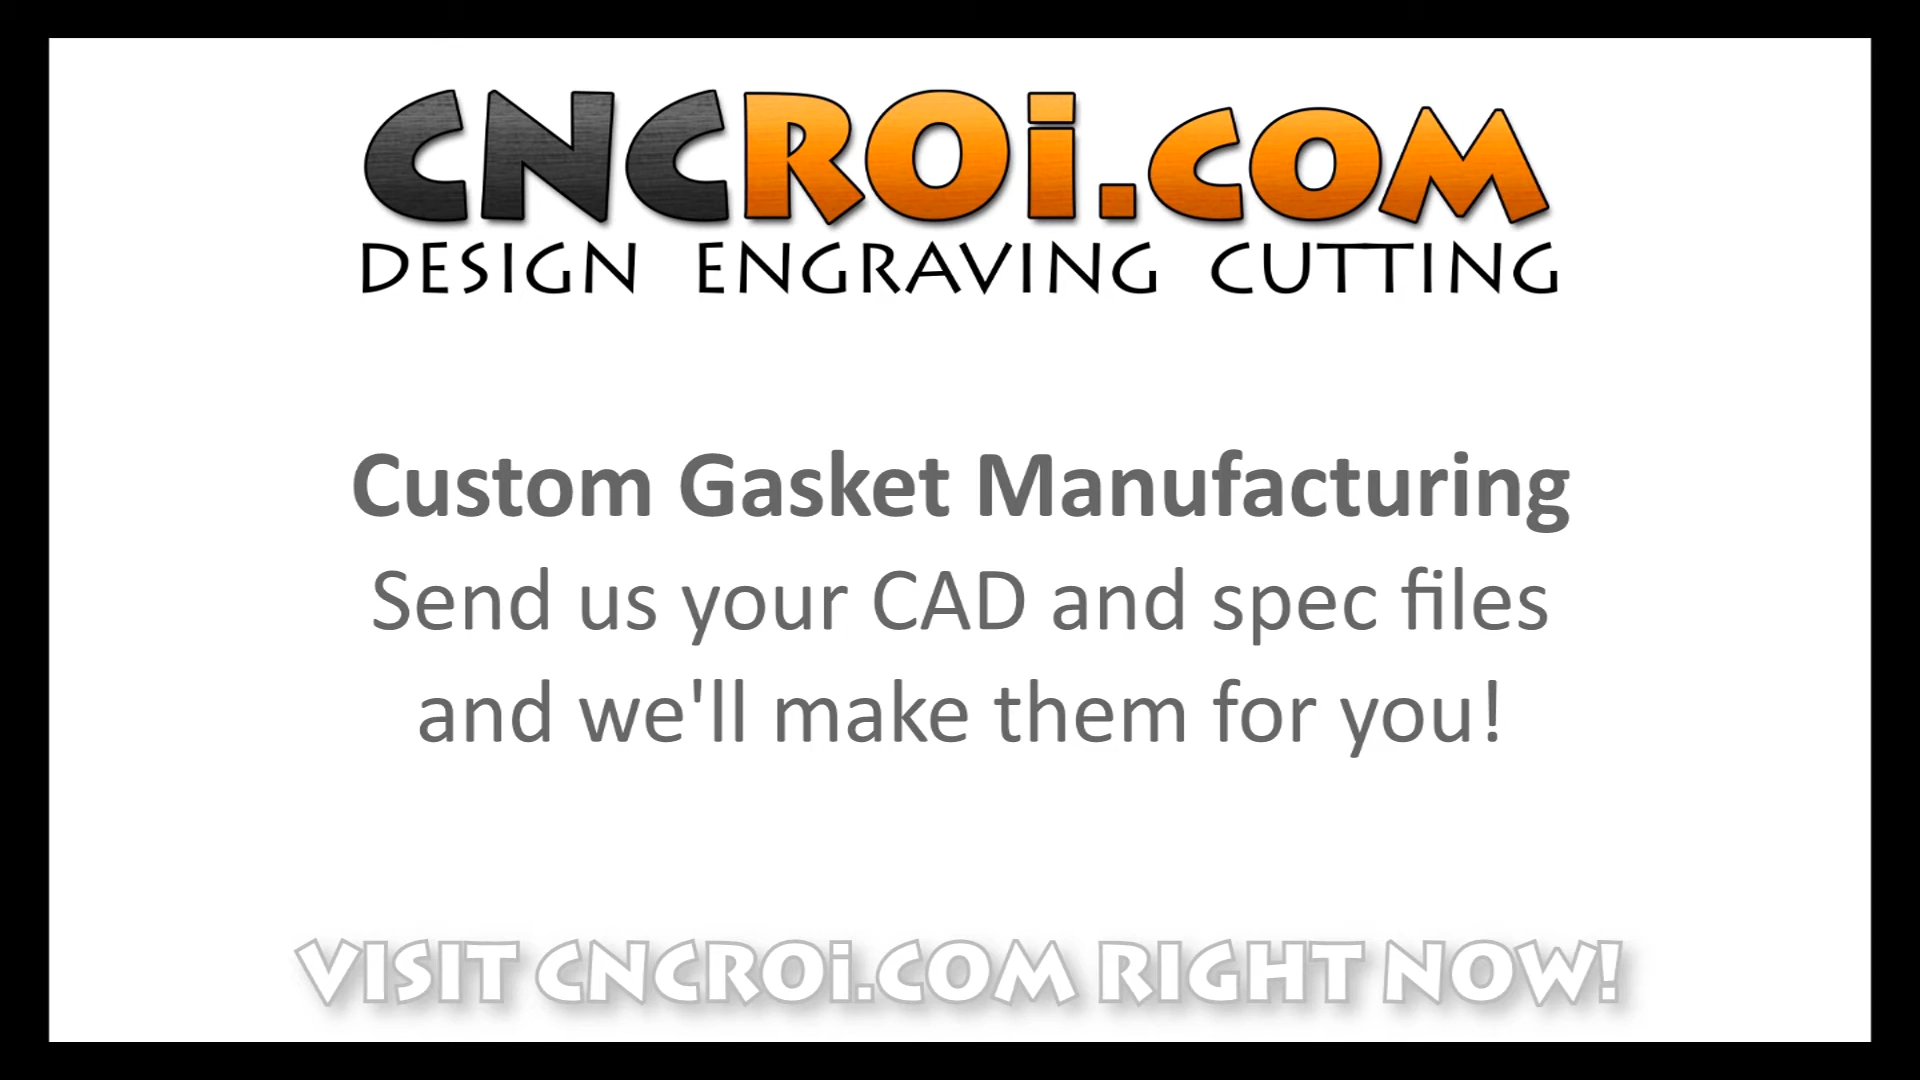 CNCROi.COM
DESIGN ENGRAVING CUTTING
Custom Gasket Manufacturing
Send us your CAD and spec files
and we'll make them for you!
VISIT CNCROi.COM RIGHT NOW!